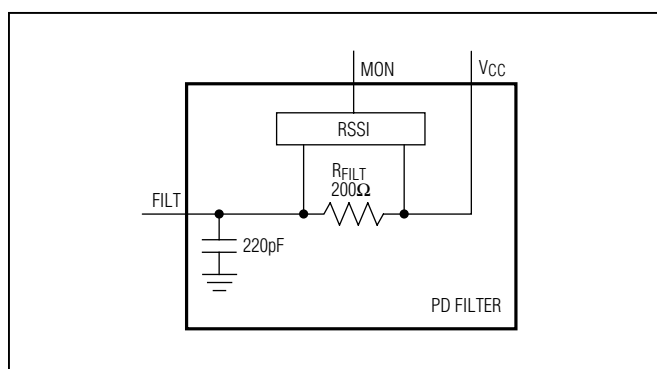 MON
VCC
RSSI
RFILT
200Ω
FILT
220pF
PD FILTER